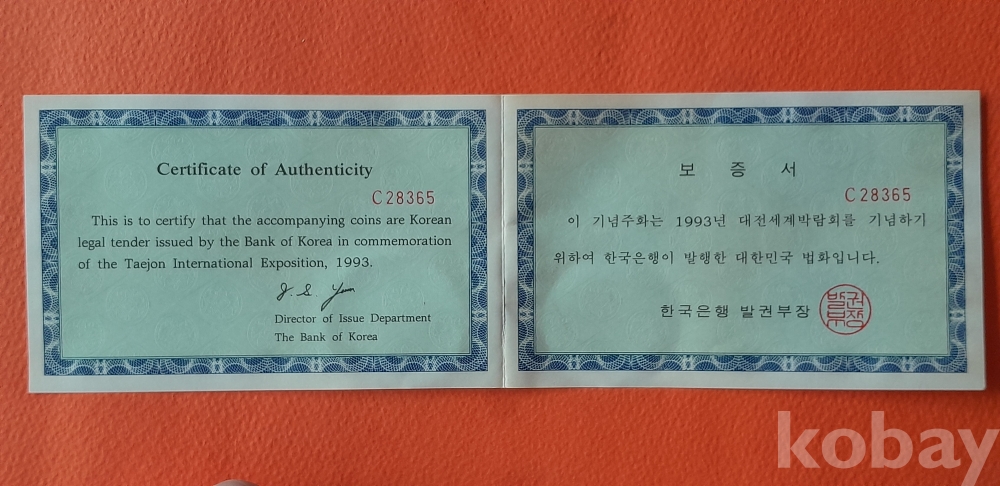 Certificate of Authenticity
C28365
This is to certify that the accompanying coins are Korean
legal tender issued by the Bank of Korea in commemoration
of the Taejon International Exposition, 1993.
Director of Issue Department
The Bank of Korea
보 증 서
C28365
이 기념주화는 1993년 대전세계박람회를 기념하기
위하여 한국은행이 발행한 대한민국 법화입니다.
한국은행 발권부장
발권
부장
kobay